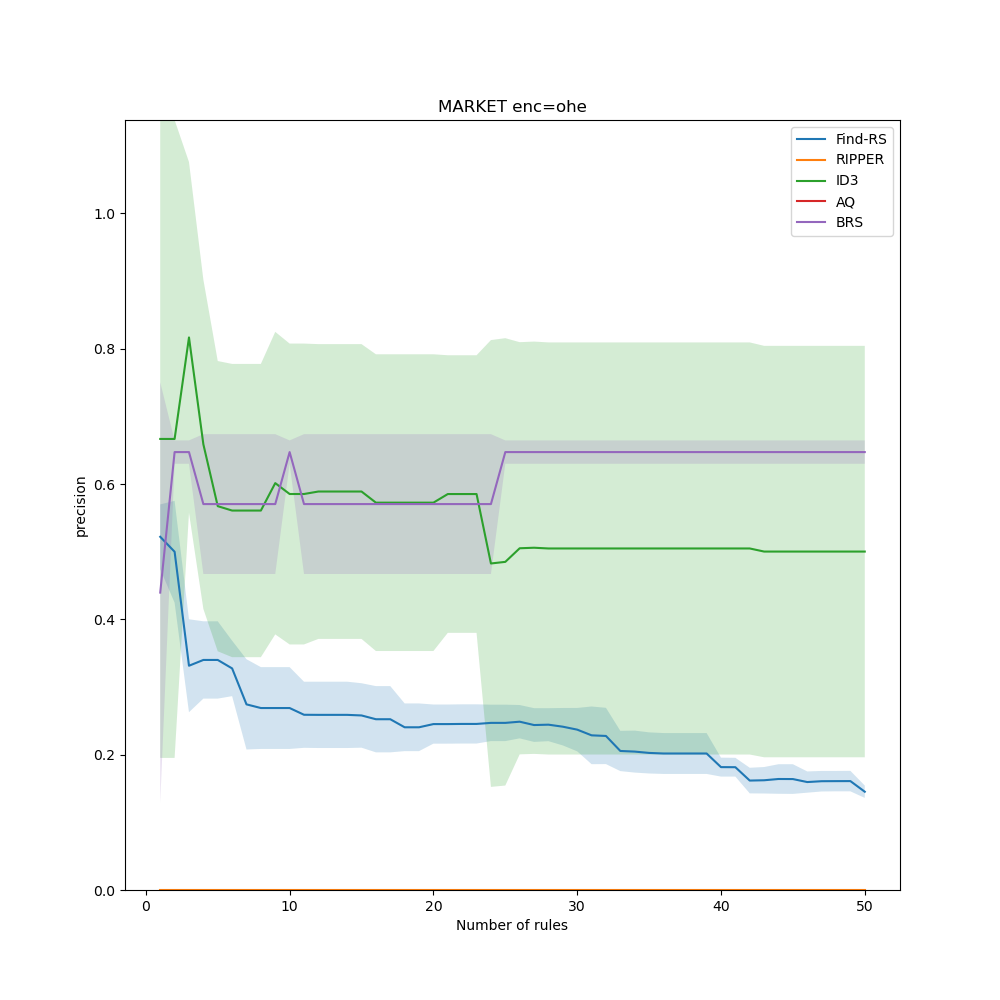 MARKET enc=ohe
Find-RS
RIPPER
ID3
AQ
BRS
precision
1.0
0.8
0.6
0.4
0.2
0.0
0 10 20 30 40 50
Number of rules